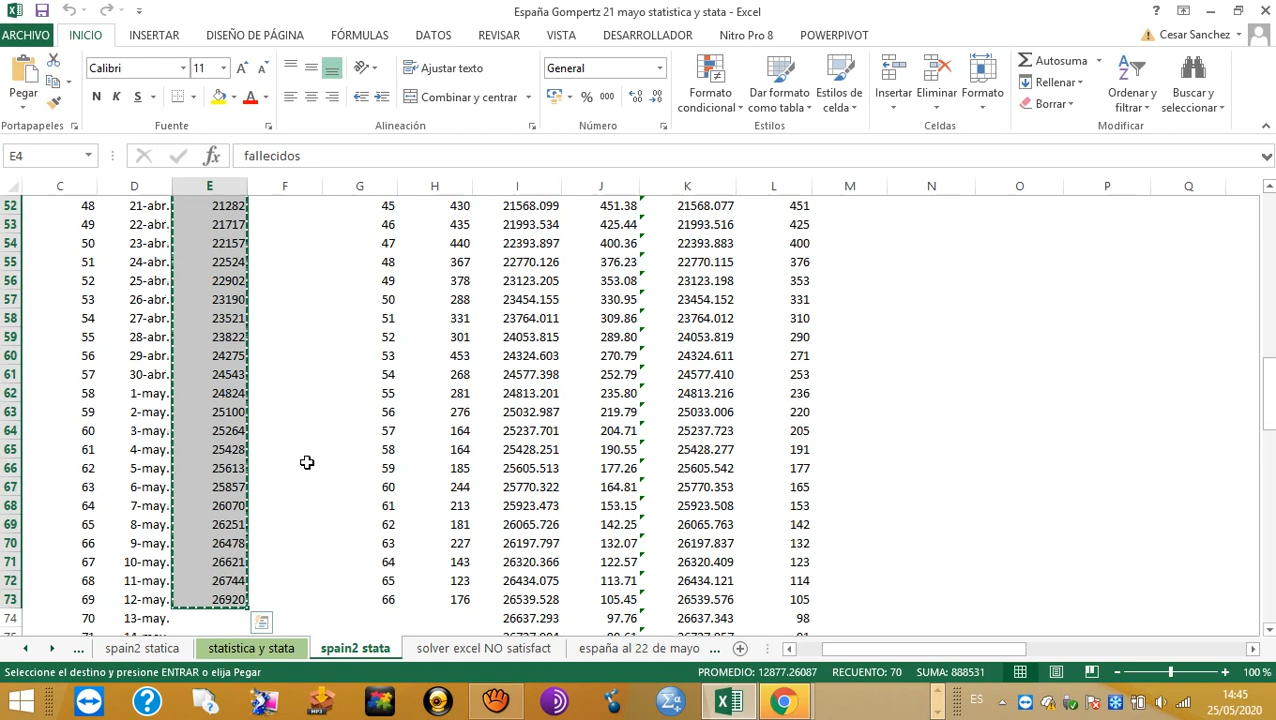 España Gompertz 21 mayo statistica y stata - Excel
ARCHIVO INICIO INSERTAR DISEÑO DE PÁGINA FÓRMULAS DATOS REVISAR VISTA DESARROLLADOR Nitro Pro 8 POWERPIVOT Cesar Sanchez
Calibri 11 Ajustar texto General Autosuma
Pegar Rellenar
N K S Combinar y centrar % 000 Formato condicional Dar formato como tabla Estilos de celda Insertar Eliminar Formato Borrar Ordenar y filtrar Buscar y seleccionar
Portapapeles Fuente Alineación Número Estilos Celdas Modificar
E4 fallecidos
C D E F G H I J K L M N O P Q
52 48 21-abr. 21282 45 430 21568.099 451.38 21568.077 451
53 49 22-abr. 21717 46 435 21993.534 425.44 21993.516 425
54 50 23-abr. 22157 47 440 22393.897 400.36 22393.883 400
55 51 24-abr. 22524 48 367 22770.126 376.23 22770.115 376
56 52 25-abr. 22902 49 378 23123.205 353.08 23123.198 353
57 53 26-abr. 23190 50 288 23454.155 330.95 23454.152 331
58 54 27-abr. 23521 51 331 23764.011 309.86 23764.012 310
59 55 28-abr. 23822 52 301 24053.815 289.80 24053.819 290
60 56 29-abr. 24275 53 453 24324.603 270.79 24324.611 271
61 57 30-abr. 24543 54 268 24577.398 252.79 24577.410 253
62 58 1-may. 24824 55 281 24813.201 235.80 24813.216 236
63 59 2-may. 25100 56 276 25032.987 219.79 25033.006 220
64 60 3-may. 25264 57 164 25237.701 204.71 25237.723 205
65 61 4-may. 25428 58 164 25428.251 190.55 25428.277 191
66 62 5-may. 25613 59 185 25605.513 177.26 25605.542 177
67 63 6-may. 25857 60 244 25770.322 164.81 25770.353 165
68 64 7-may. 26070 61 213 25923.473 153.15 25923.508 153
69 65 8-may. 26251 62 181 26065.726 142.25 26065.763 142
70 66 9-may. 26478 63 227 26197.797 132.07 26197.837 132
71 67 10-may. 26621 64 143 26320.366 122.57 26320.409 123
72 68 11-may. 26744 65 123 26434.075 113.71 26434.121 114
73 69 12-may. 26920 66 176 26539.528 105.45 26539.576 105
74 70 13-may. 26637.293 97.76 26637.343 98
... spain2 statica statistica y stata spain2 stata solver excel NO satisfact españa al 22 de mayo ...
Seleccione el destino y presione ENTRAR o elija Pegar PROMEDIO: 12877.26087 RECUENTO: 70 SUMA: 888531 100 %
MP3 ES 14:45
25/05/2020